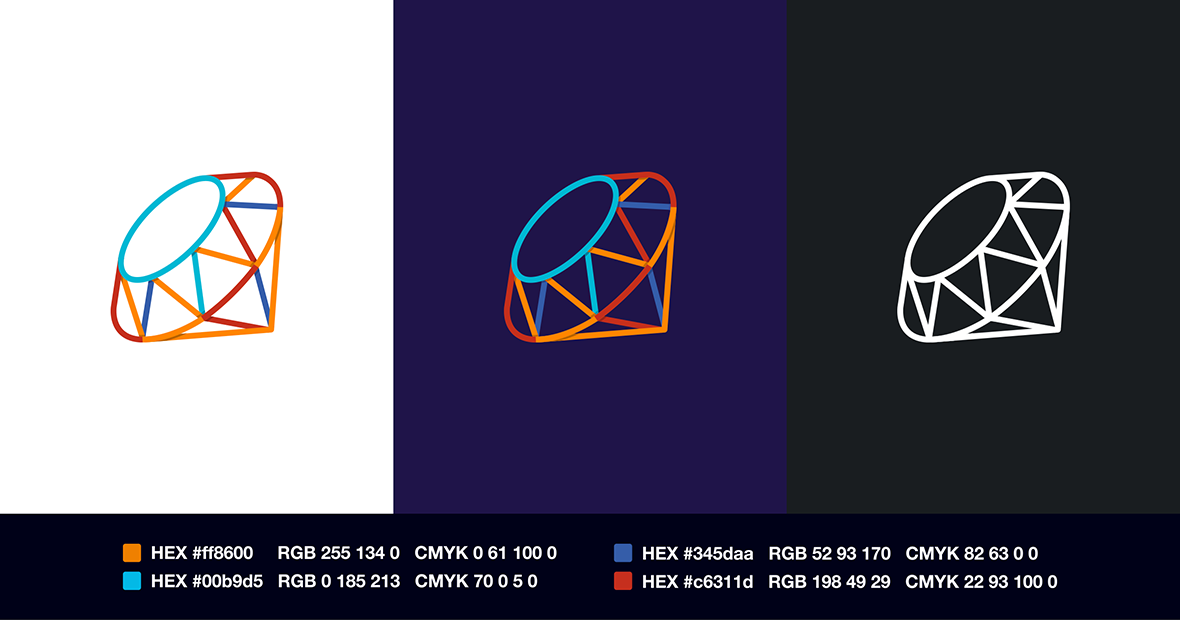 HEX #ff8600 RGB 255 134 0 CMYK 0 61 100 0
HEX #00b9d5 RGB 0 185 213 CMYK 70 0 5 0
HEX #345daa RGB 52 93 170 CMYK 82 63 0 0
HEX #c6311d RGB 198 49 29 CMYK 22 93 100 0